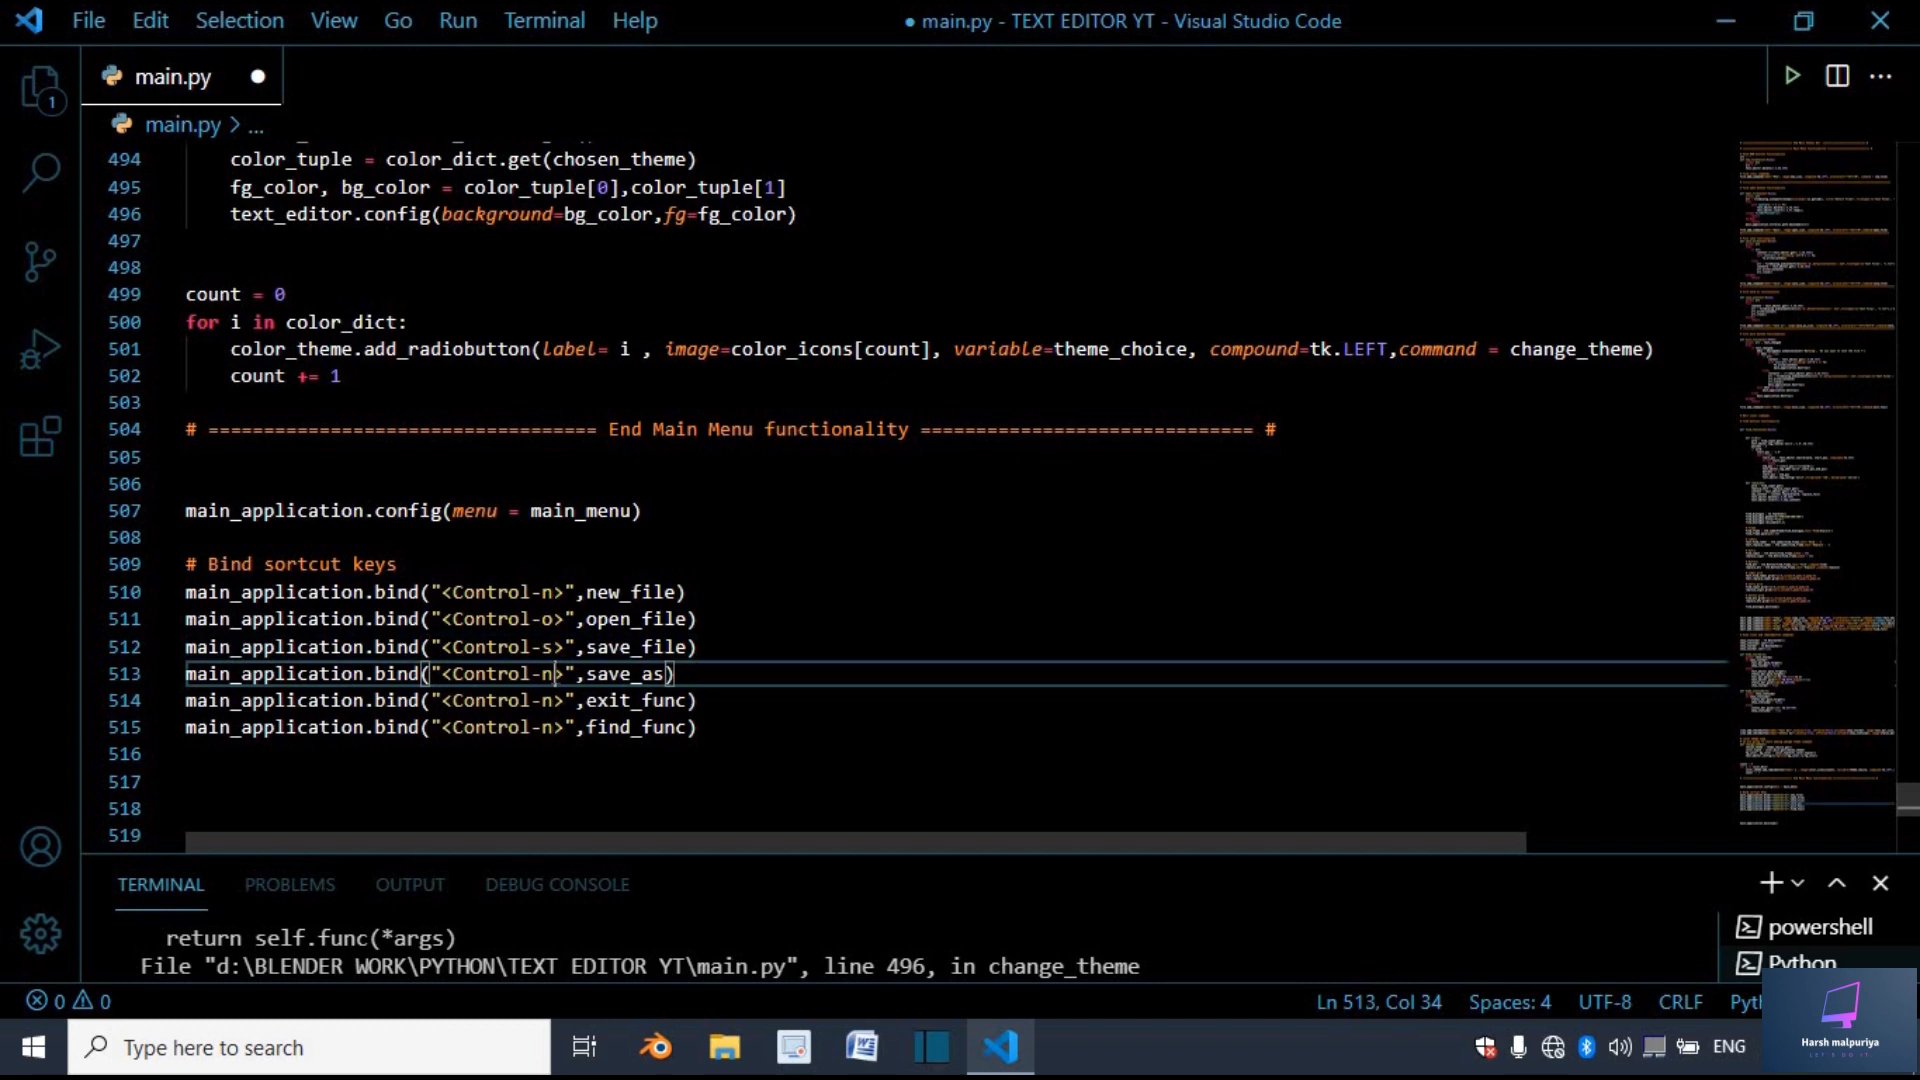 File Edit Selection View Go Run Terminal Help
● main.py - TEXT EDITOR YT - Visual Studio Code
main.py
main.py > ...
494 color_tuple = color_dict.get(chosen_theme)
495 fg_color, bg_color = color_tuple[0],color_tuple[1]
496 text_editor.config(background=bg_color,fg=fg_color)
497
498
499 count = 0
500 for i in color_dict:
501 color_theme.add_radiobutton(label= i , image=color_icons[count], variable=theme_choice, compound=tk.LEFT,command = change_theme)
502 count += 1
503
504 # =================================== End Main Menu functionality ============================== #
505
506
507 main_application.config(menu = main_menu)
508
509 # Bind sortcut keys
510 main_application.bind("<Control-n>",new_file)
511 main_application.bind("<Control-o>",open_file)
512 main_application.bind("<Control-s>",save_file)
513 main_application.bind("<Control-n>",save_as)
514 main_application.bind("<Control-n>",exit_func)
515 main_application.bind("<Control-n>",find_func)
516
517
518
519
TERMINAL PROBLEMS OUTPUT DEBUG CONSOLE
return self.func(*args)
File "d:\BLENDER WORK\PYTHON\TEXT EDITOR YT\main.py", line 496, in change_theme
powershell
Python
0 0
Ln 513, Col 34 Spaces: 4 UTF-8 CRLF
Type here to search
ENG
Harsh malpuriya
LET'S DO IT